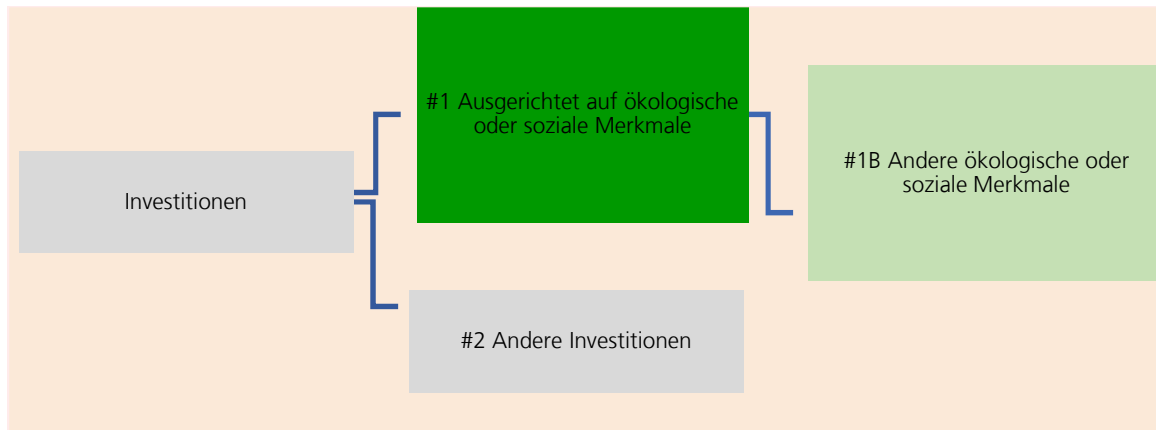 Investitionen
#1 Ausgerichtet auf ökologische
oder soziale Merkmale
#1B Andere ökologische oder
soziale Merkmale
#2 Andere Investitionen